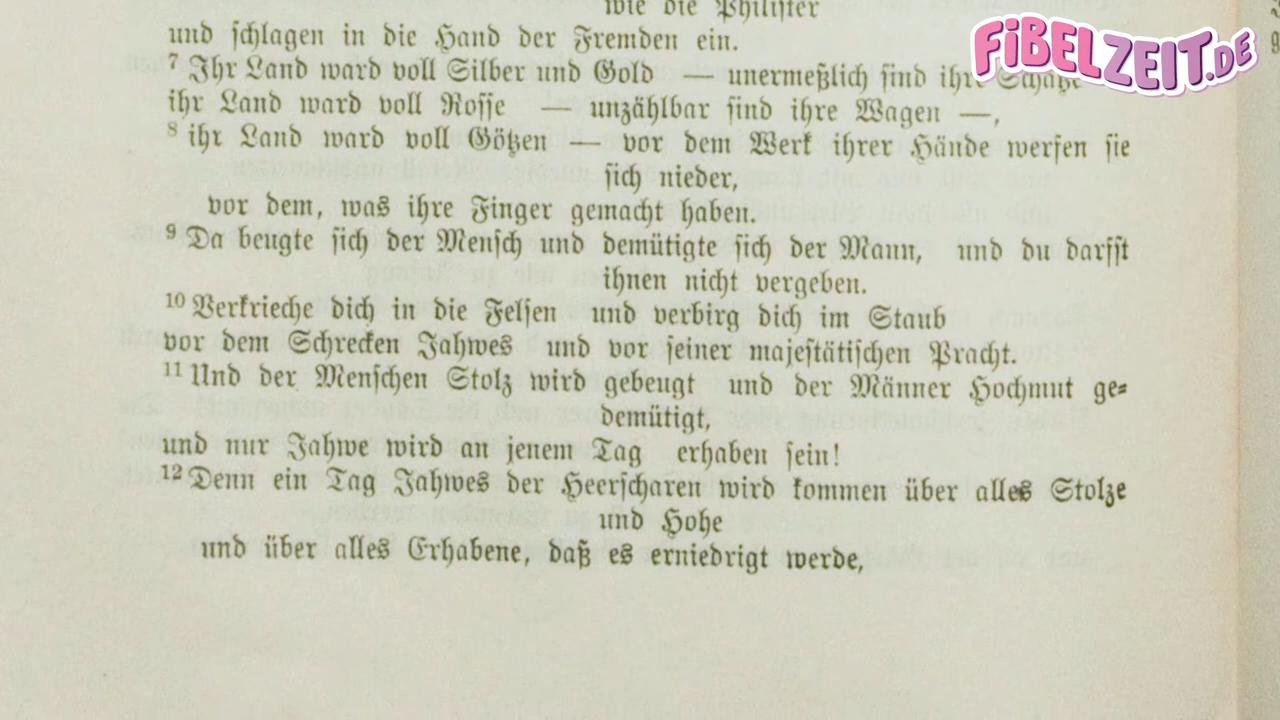 wie die Philister
und schlagen in die Hand der Fremden ein.
7 Ihr Land ward voll Silber und Gold — unermeßlich sind ihre Schätze
ihr Land ward voll Rosse — unzählbar sind ihre Wagen —,
8 ihr Land ward voll Götzen — vor dem Werk ihrer Hände werfen sie
sich nieder,
vor dem, was ihre Finger gemacht haben.
9 Da beugte sich der Mensch und demütigte sich der Mann, und du darfst
ihnen nicht vergeben.
10 Verkrieche dich in die Felsen und verbirg dich im Staub
vor dem Schrecken Jahwes und vor seiner majestätischen Pracht.
11 Und der Menschen Stolz wird gebeugt und der Männer Hochmut ge-
demütigt,
und nur Jahwe wird an jenem Tag erhaben sein!
12 Denn ein Tag Jahwes der Heerscharen wird kommen über alles Stolze
und Hohe
und über alles Erhabene, daß es erniedrigt werde,
FIBELZEIT.DE